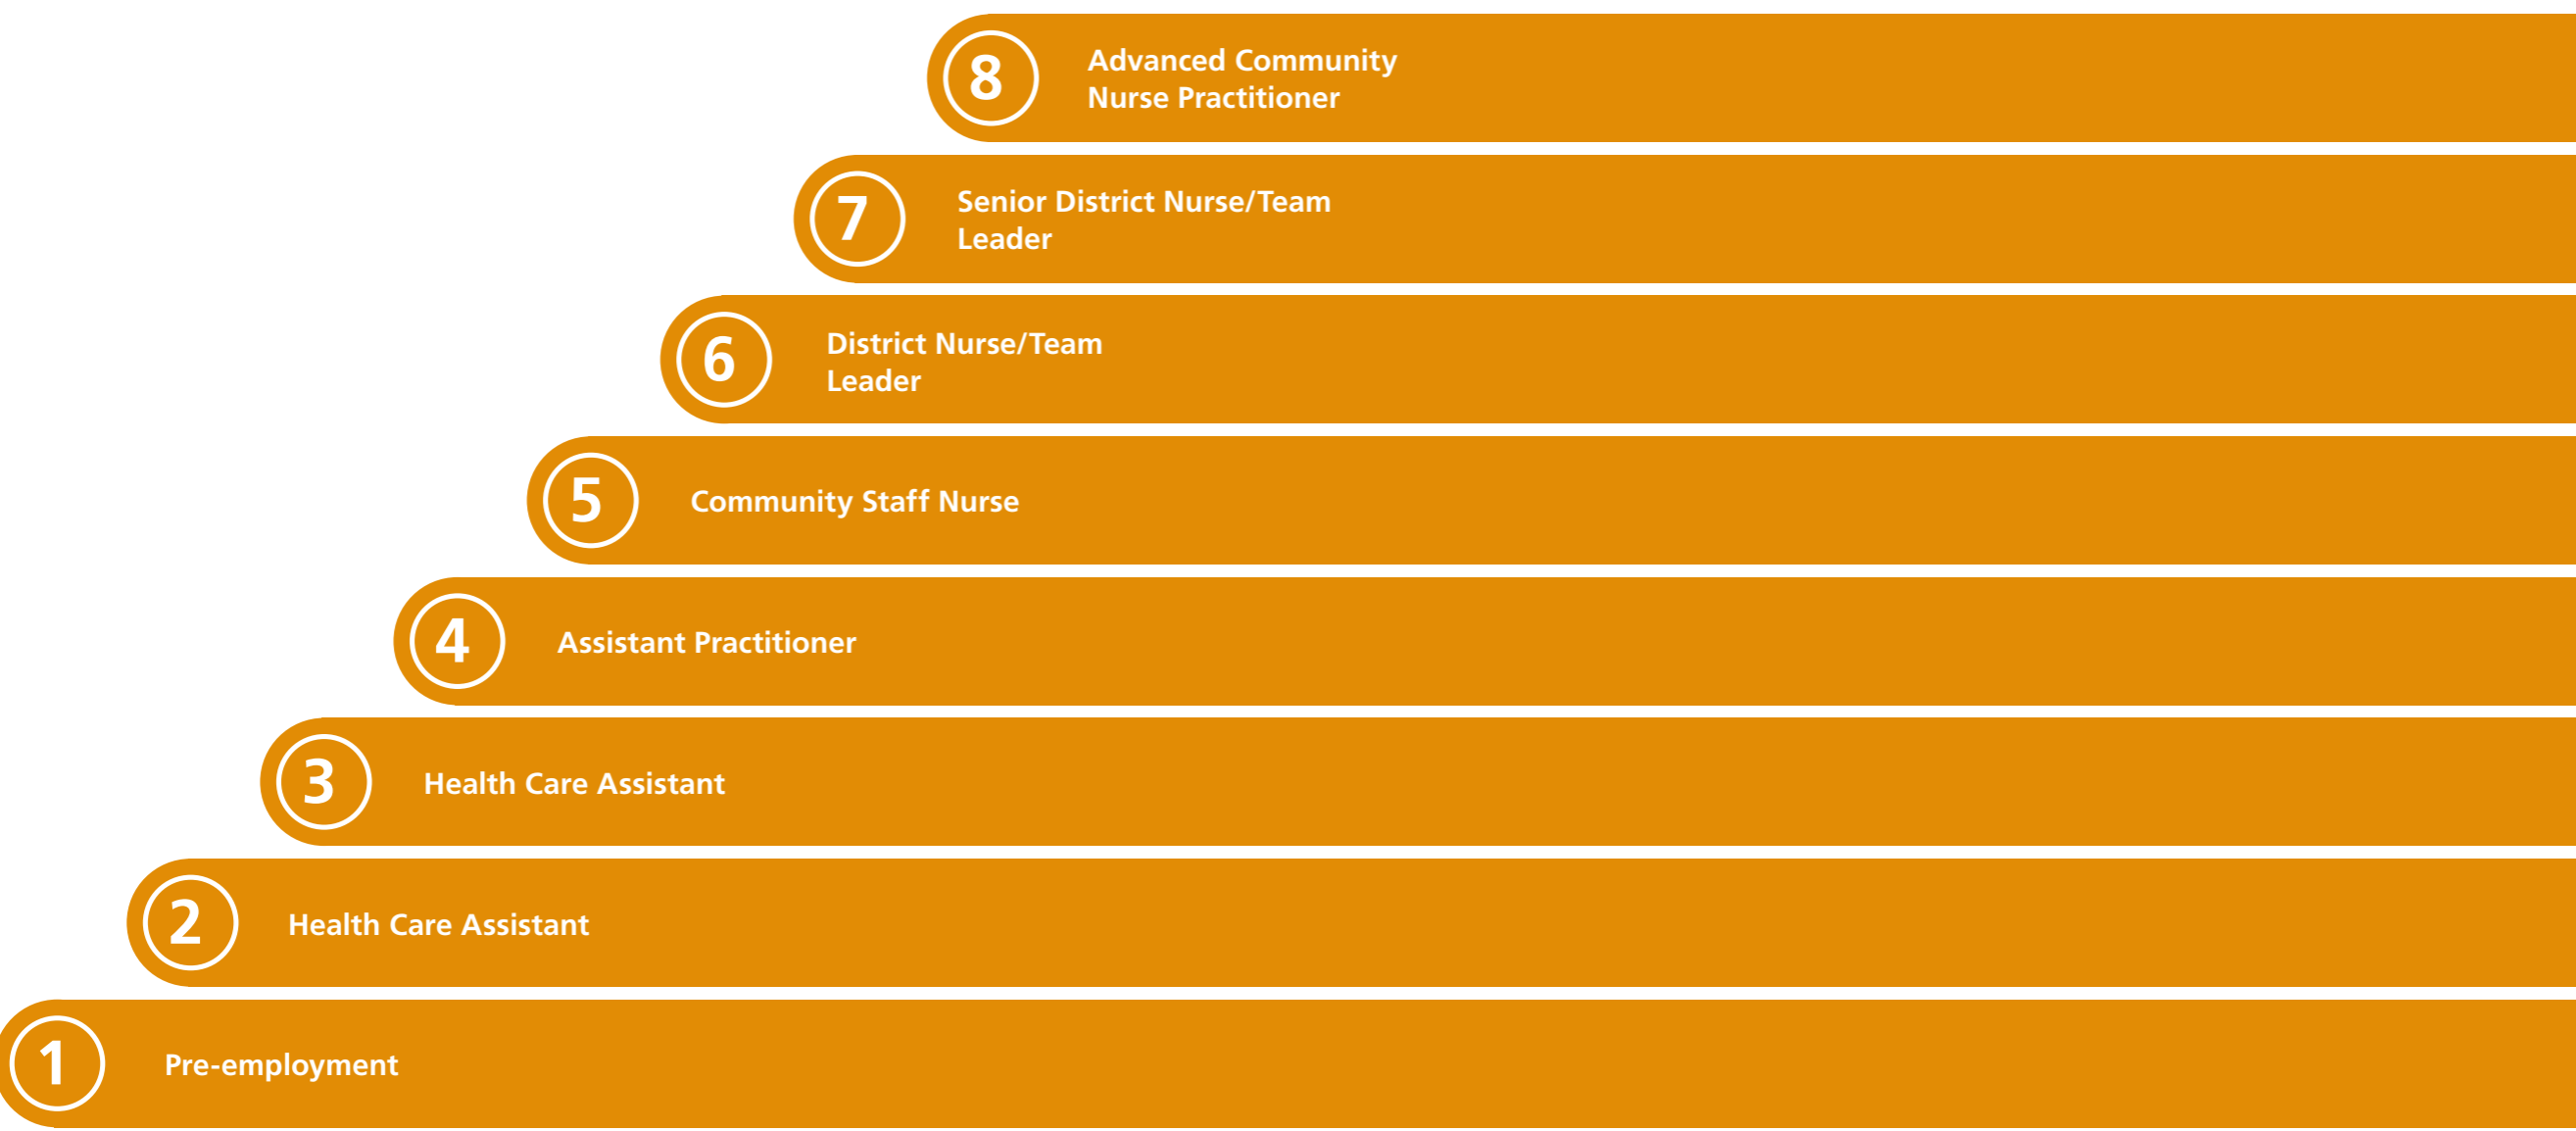 8
Advanced Community
Nurse Practitioner
7
Senior District Nurse/Team
Leader
6
District Nurse/Team
Leader
5
Community Staff Nurse
4
Assistant Practitioner
3
Health Care Assistant
2
Health Care Assistant
1
Pre-employment